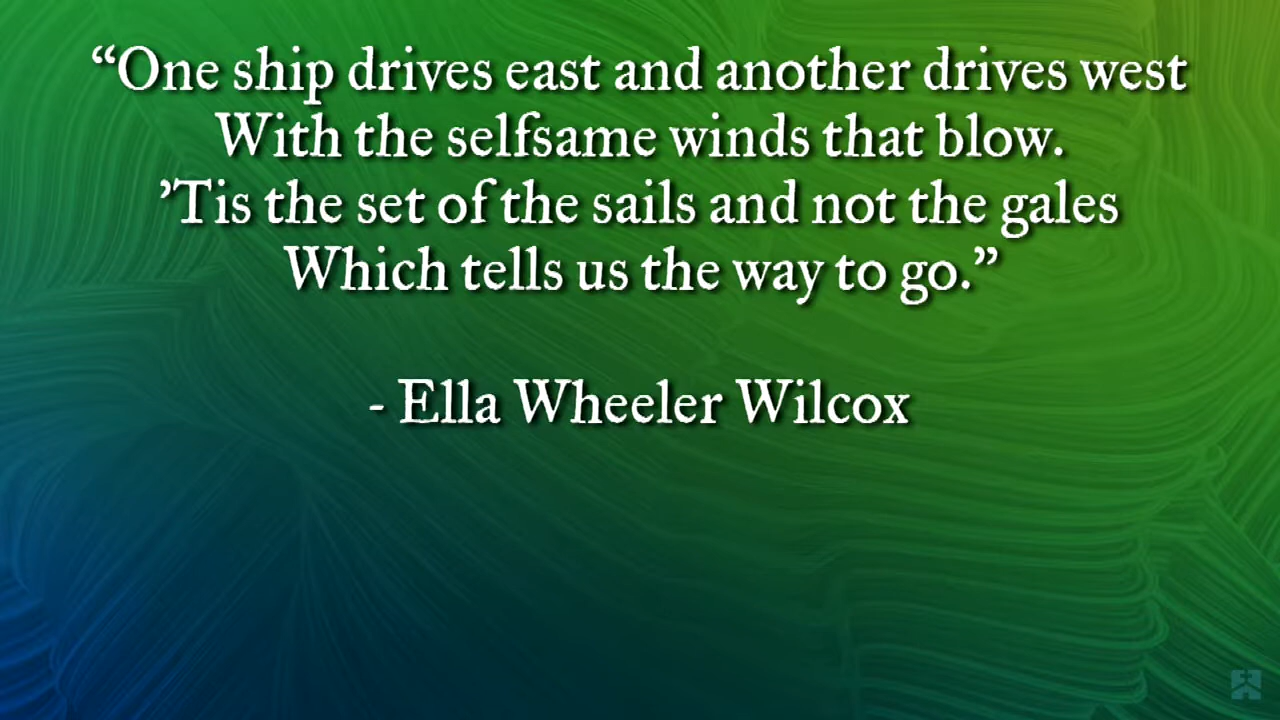 “One ship drives east and another drives west
With the selfsame winds that blow.
’Tis the set of the sails and not the gales
Which tells us the way to go.”
- Ella Wheeler Wilcox